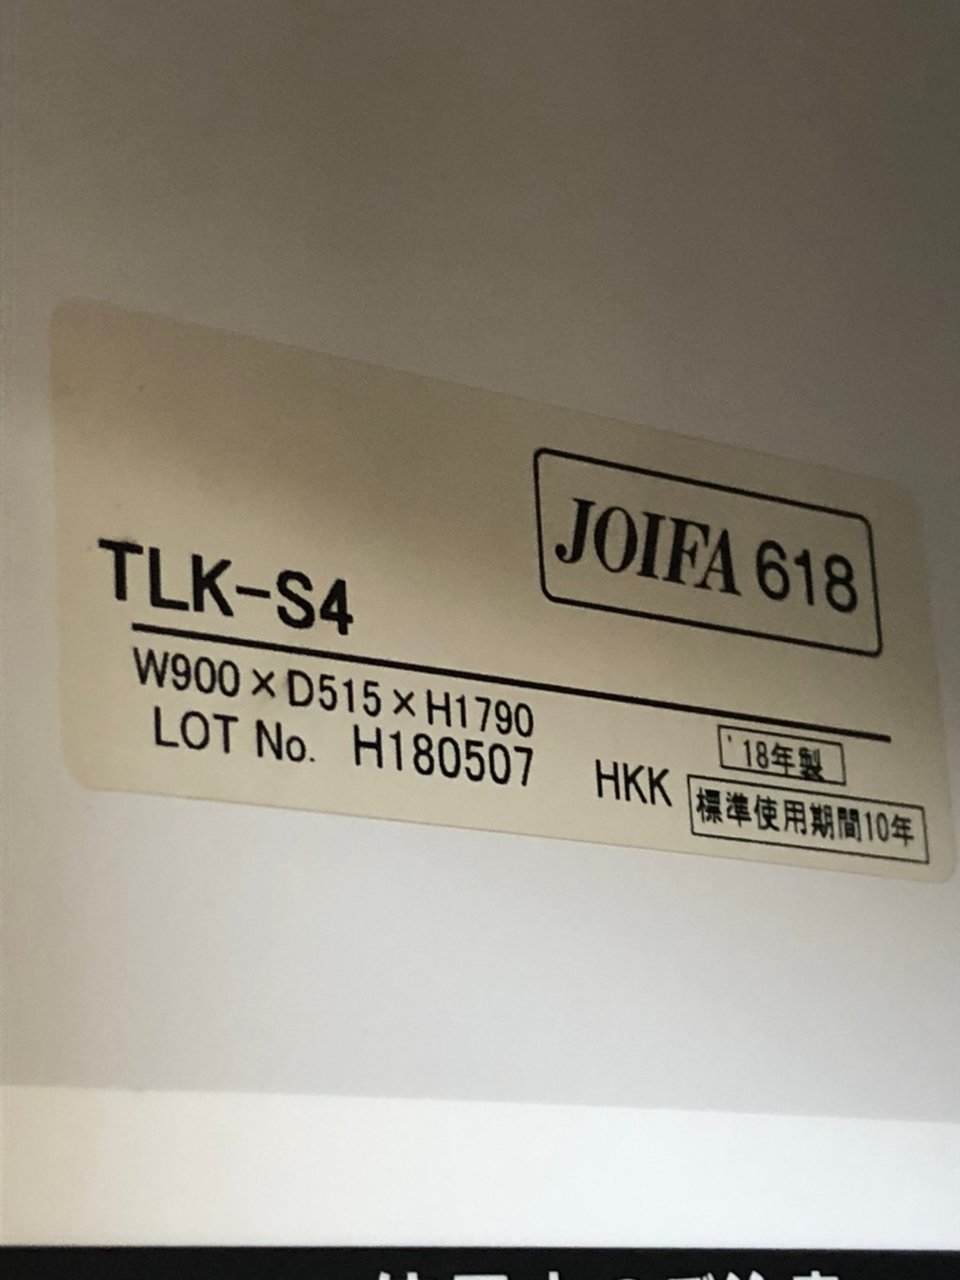 JOIFA 618
TLK-S4
W900×D515×H1790
'18年製
LOT No. H180507 HKK
標準使用期間10年